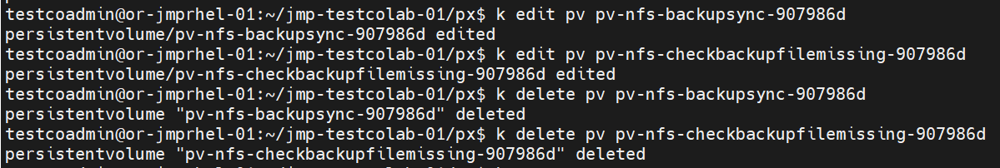 testcoadmin@or-jmprhel-01:~/jmp-testcolab-01/px$ k edit pv pv-nfs-backupsync-907986d
persistentvolume/pv-nfs-backupsync-907986d edited
testcoadmin@or-jmprhel-01:~/jmp-testcolab-01/px$ k edit pv pv-nfs-checkbackupfilemissing-907986d
persistentvolume/pv-nfs-checkbackupfilemissing-907986d edited
testcoadmin@or-jmprhel-01:~/jmp-testcolab-01/px$ k delete pv pv-nfs-backupsync-907986d
persistentvolume "pv-nfs-backupsync-907986d" deleted
testcoadmin@or-jmprhel-01:~/jmp-testcolab-01/px$ k delete pv pv-nfs-checkbackupfilemissing-907986d
persistentvolume "pv-nfs-checkbackupfilemissing-907986d" deleted